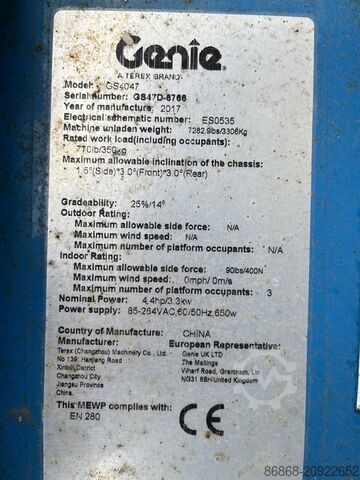 Genie
A TEREX BRAND
Model: GS4047
Serial number: GS47D-8766
Year of manufacture: 2017
Electrical schematic number: ES0535
Machine unladen weight: 7282.9lbs/3306Kg
Rated work load(including occupants):
770lb/350kg
Maximum allowable inclination of the chassis:
1.5°(Side)*3.0°(Front)*3.0°(Rear)
Gradeability: 25%/14°
Outdoor Rating:
Maximum allowable side force: N/A
Maximum wind speed: N/A
Maximum number of platform occupants: N/A
Indoor Rating:
Maximun allowable side force: 90lbs/400N
Maximum wind speed: 0mph/ 0m/s
Maximum number of platform occupants: 3
Nominal Power: 4,4hp/3.3kw
Power supply: 85-264VAC,60/50Hz,650w
Country of Manufacture: CHINA
Manufacturer: European Representative:
Terex (Changzhou) Machinery Co., Ltd. Genie UK LTD
No 139, Hanjiang Road The Maltings
Xinbei District Wharf Road, Grantham, Lin
Changzhou City NG31 6BH United Kingdom
Jiangsu Province
China.
This MEWP complies with:
EN 280
CE
86868-20922652